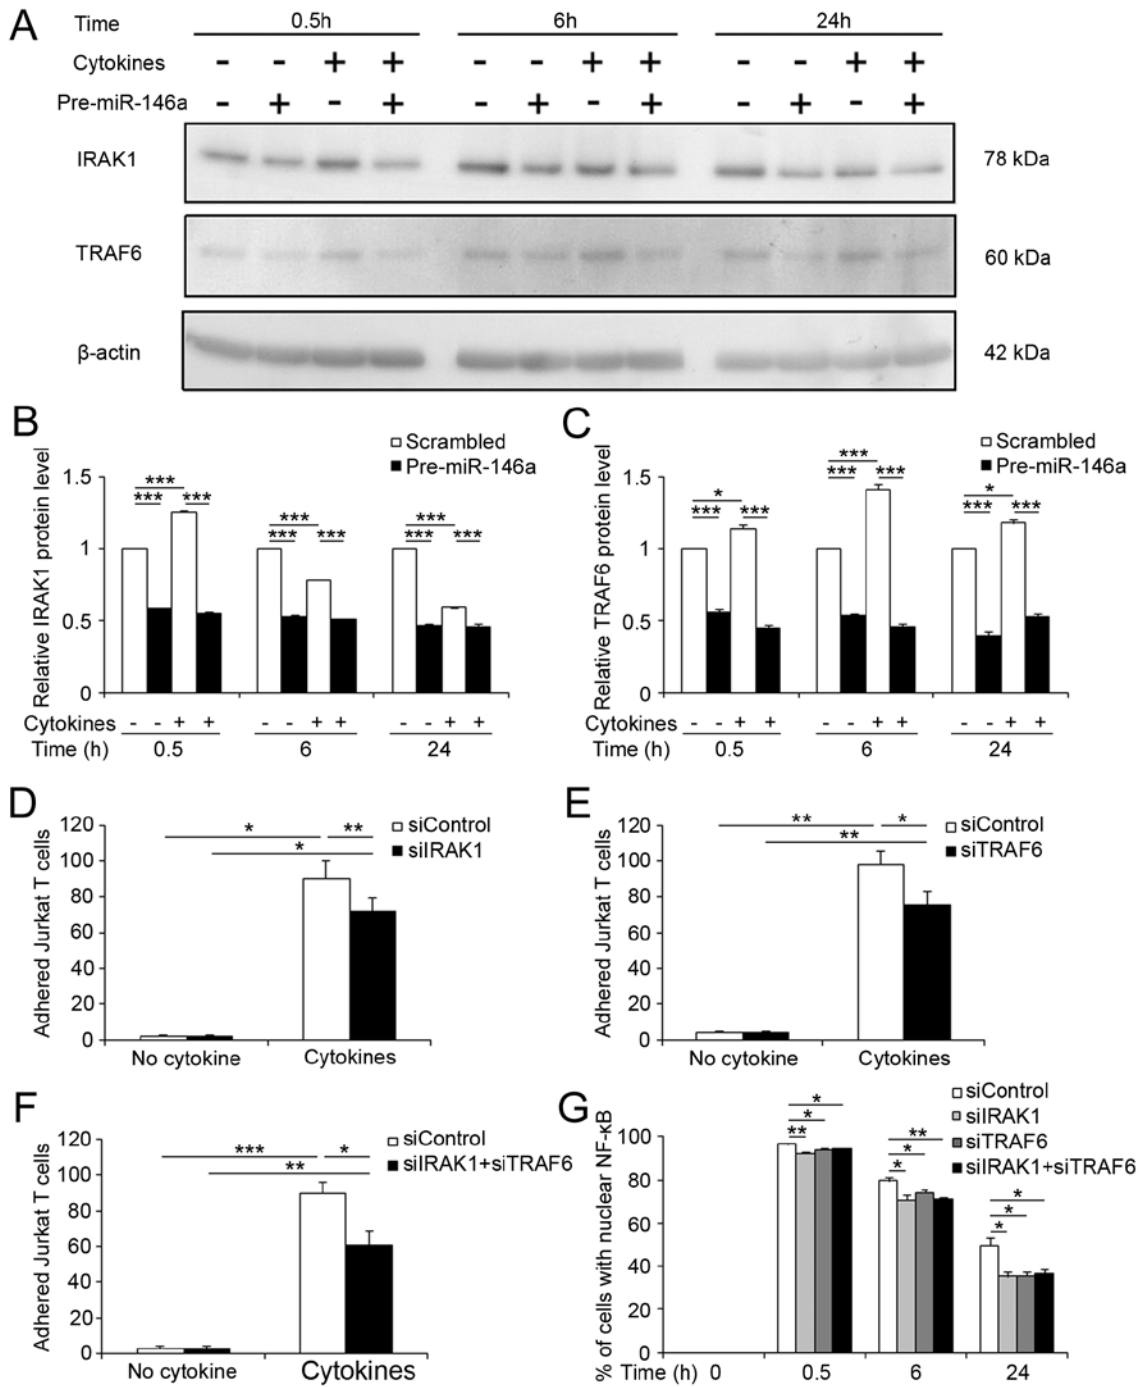 A
Time 0.5h 6h 24h
Cytokines - - + + - - + + - - + +
Pre-miR-146a - + - + - + - + - + - +
IRAK1 78 kDa
TRAF6 60 kDa
β-actin 42 kDa
B
Scrambled
Pre-miR-146a
Relative IRAK1 protein level
1.5
1
0.5
0
*** *** ***
*** *** ***
*** *** ***
Cytokines - - + + - - + + - - + +
Time (h) 0.5 6 24
C
Scrambled
Pre-miR-146a
Relative TRAF6 protein level
1.5
1
0.5
0
* *** ***
*** *** ***
* *** ***
Cytokines - - + + - - + + - - + +
Time (h) 0.5 6 24
D
siControl
siIRAK1
Adhered Jurkat T cells
120
100
80
60
40
20
0
* **
*
No cytokine Cytokines
E
siControl
siTRAF6
Adhered Jurkat T cells
120
100
80
60
40
20
0
** *
**
No cytokine Cytokines
F
siControl
siIRAK1+siTRAF6
Adhered Jurkat T cells
120
100
80
60
40
20
0
*** *
**
No cytokine Cytokines
G
siControl
siIRAK1
siTRAF6
siIRAK1+siTRAF6
% of cells with nuclear NF-κB
100
80
60
40
20
0
*
*
**
**
*
*
*
*
*
Time (h) 0 0.5 6 24